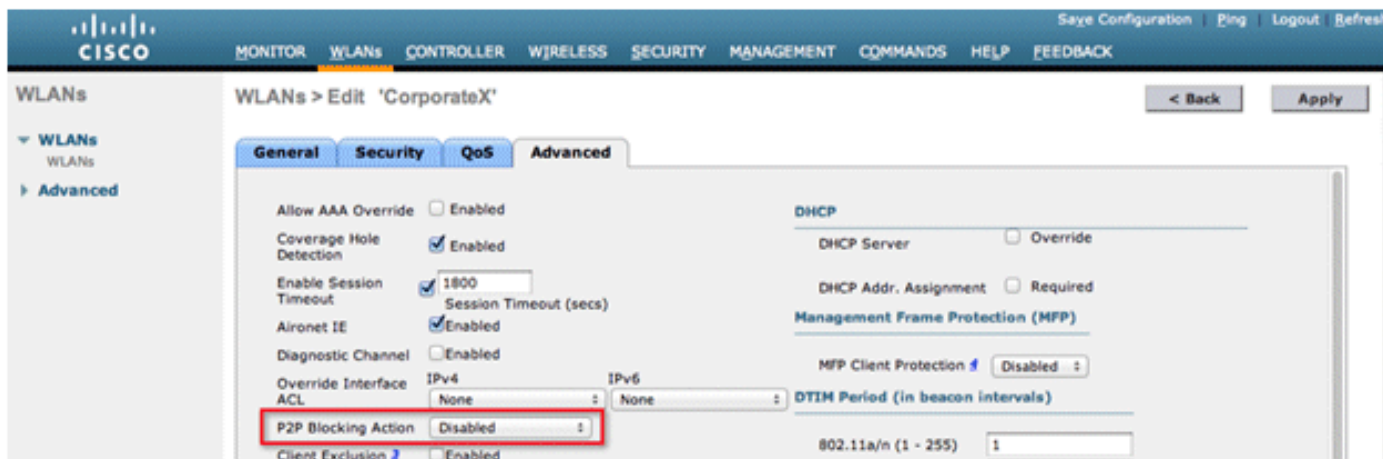 Save Configuration Ping Logout Refresh
CISCO
MONITOR WLANs CONTROLLER WIRELESS SECURITY MANAGEMENT COMMANDS HELP FEEDBACK
WLANs
WLANs > Edit 'CorporateX'
< Back
Apply
WLANs
WLANs
Advanced
General Security QoS Advanced
Allow AAA Override Enabled
Coverage Hole
Detection
Enabled
Enable Session
Timeout
1800
Session Timeout (secs)
Aironet IE Enabled
Diagnostic Channel Enabled
Override Interface
ACL
IPv4 IPv6
None None
P2P Blocking Action Disabled
Client Exclusion 2 Enabled
DHCP
DHCP Server Override
DHCP Addr. Assignment Required
Management Frame Protection (MFP)
MFP Client Protection 4 Disabled
DTIM Period (in beacon intervals)
802.11a/n (1 - 255) 1